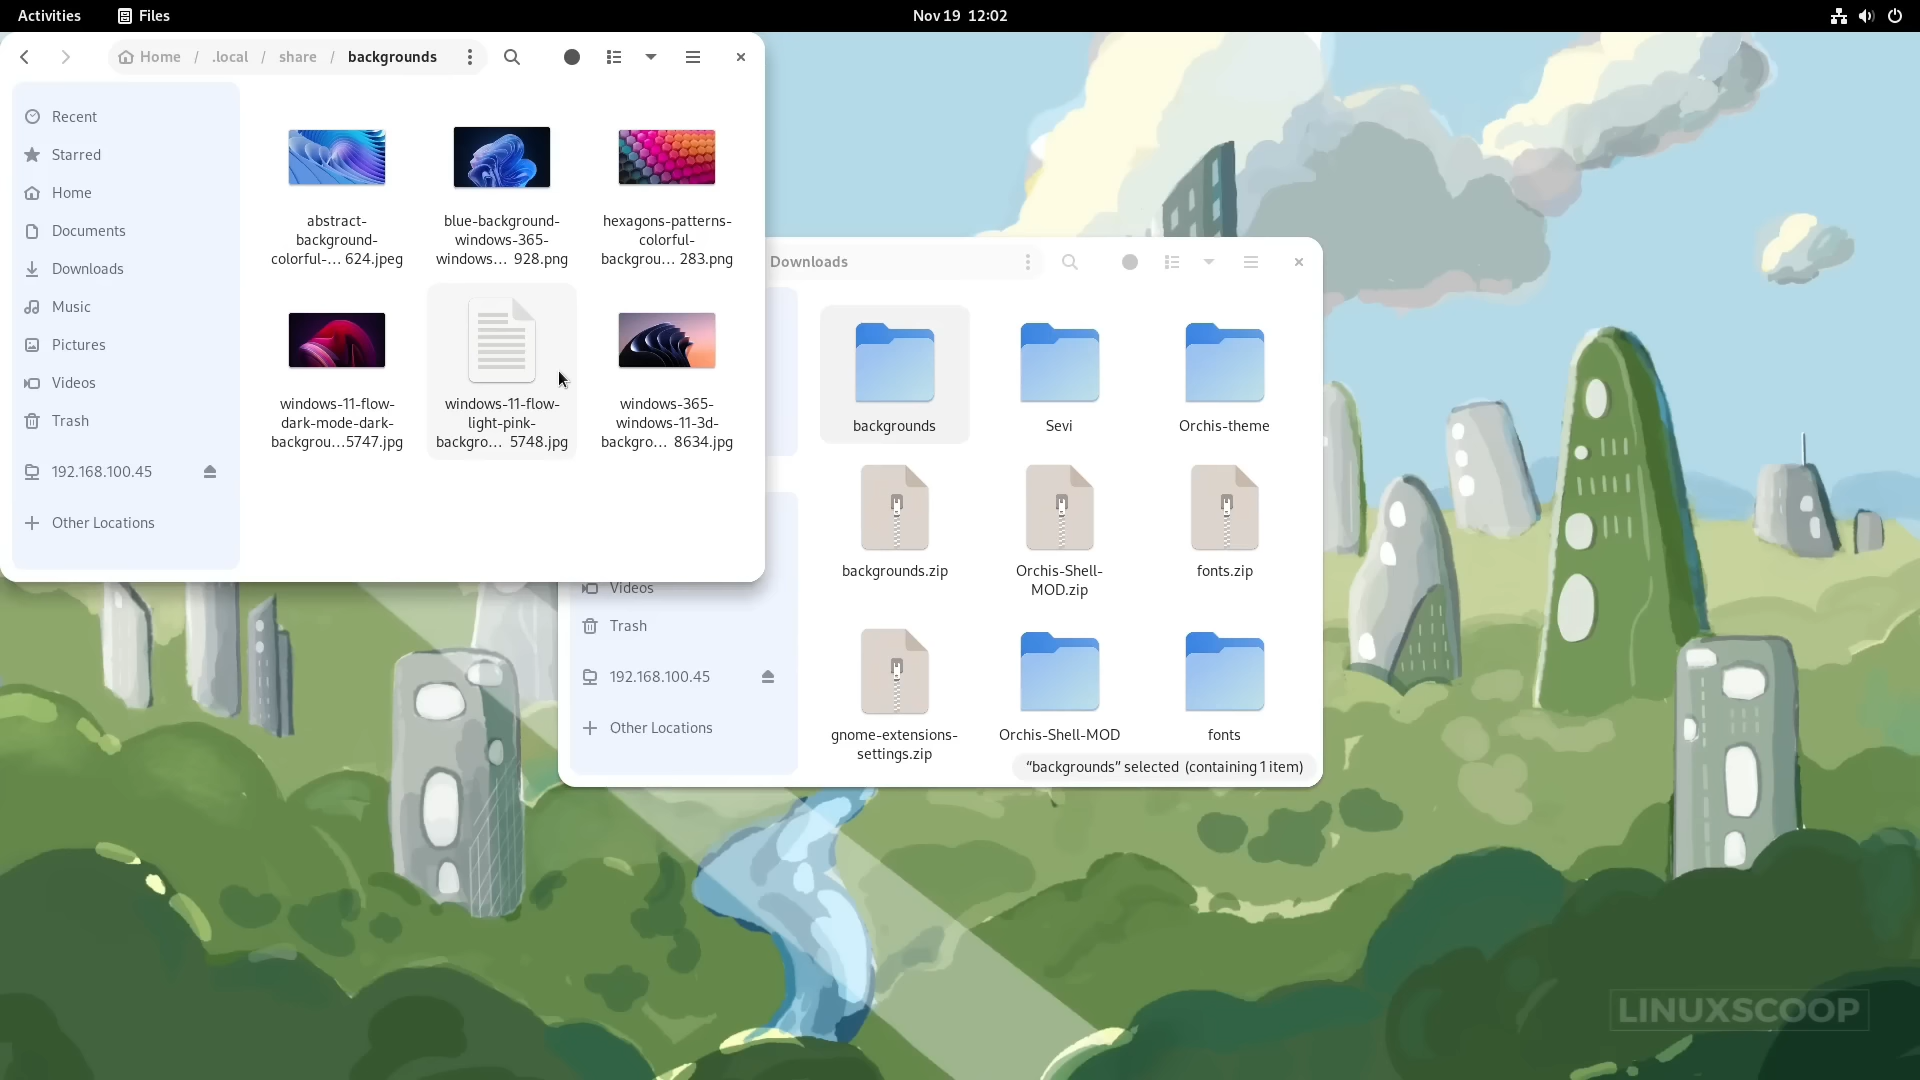 Activities
Files
Nov 19 12:02
Home / .local / share / backgrounds
Recent
Starred
Home
Documents
Downloads
Music
Pictures
Videos
Trash
192.168.100.45
Other Locations
abstract-
background-
colorful-… 624.jpeg
blue-background-
windows-365-
windows… 928.png
hexagons-patterns-
colorful-
backgrou… 283.png
windows-11-flow-
dark-mode-dark-
backgrou…5747.jpg
windows-11-flow-
light-pink-
backgro… 5748.jpg
windows-365-
windows-11-3d-
backgro… 8634.jpg
Downloads
Videos
Trash
192.168.100.45
Other Locations
backgrounds
Sevi
Orchis-theme
backgrounds.zip
Orchis-Shell-
MOD.zip
fonts.zip
gnome-extensions-
settings.zip
Orchis-Shell-MOD
fonts
“backgrounds” selected (containing 1 item)
LINUXSCOOP